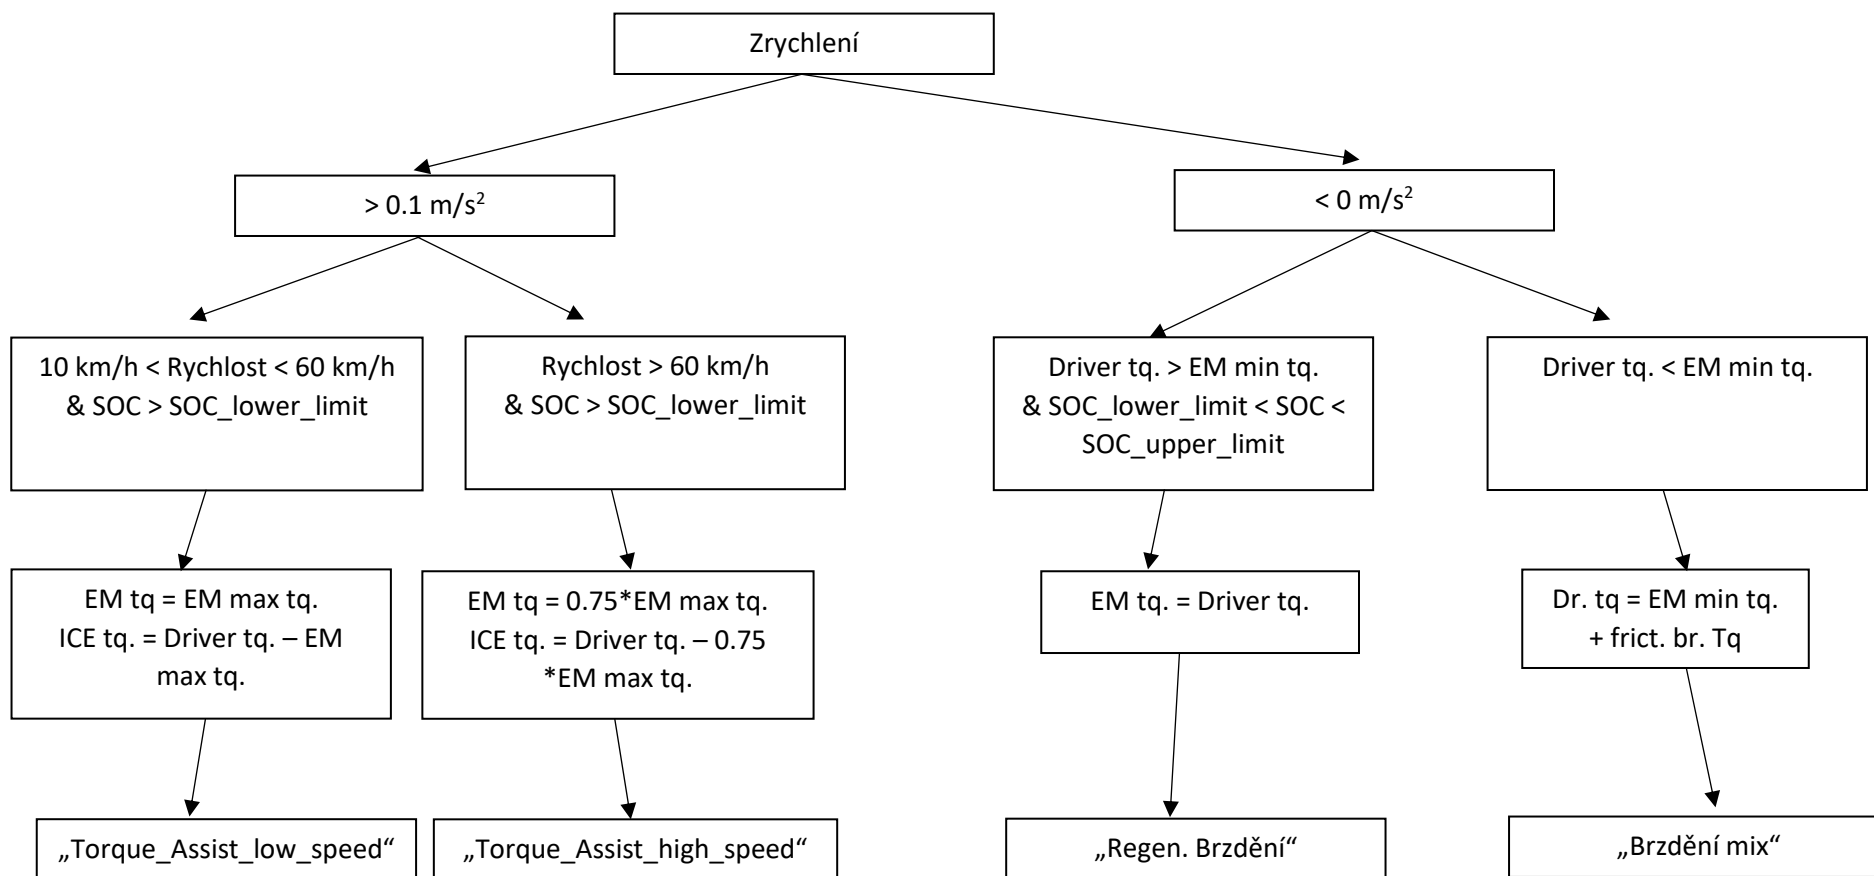 Zrychlení
> 0.1 m/s²
< 0 m/s²
10 km/h < Rychlost < 60 km/h
& SOC > SOC_lower_limit
Rychlost > 60 km/h
& SOC > SOC_lower_limit
Driver tq. > EM min tq.
& SOC_lower_limit < SOC <
SOC_upper_limit
Driver tq. < EM min tq.
EM tq = EM max tq.
ICE tq. = Driver tq. – EM
max tq.
EM tq = 0.75*EM max tq.
ICE tq. = Driver tq. – 0.75
*EM max tq.
EM tq. = Driver tq.
Dr. tq = EM min tq.
+ frict. br. Tq
„Torque_Assist_low_speed“
„Torque_Assist_high_speed“
„Regen. Brzdění“
„Brzdění mix“